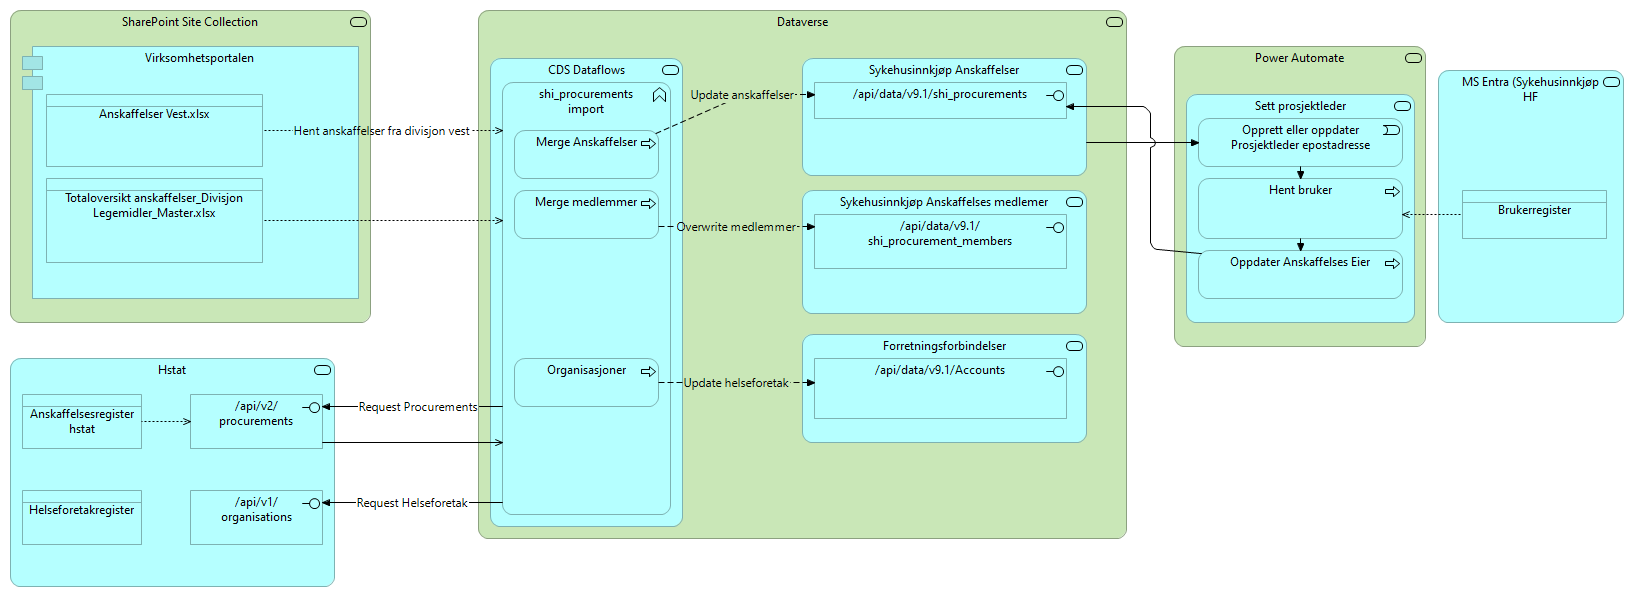 SharePoint Site Collection
Virksomhetsportalen
Anskaffelser Vest.xlsx
Totaloversikt anskaffelser_Divisjon
Legemidler_Master.xlsx
Hent anskaffelser fra divisjon vest
Hstat
Anskaffelsesregister
hstat
/api/v2/
procurements
Helseforetakregister
/api/v1/
organisations
Request Procurements
Request Helseforetak
Dataverse
CDS Dataflows
shi_procurements
import
Merge Anskaffelser
Merge medlemmer
Organisasjoner
Update anskaffelser
Overwrite medlemmer
Update helseforetak
Sykehusinnkjøp Anskaffelser
/api/data/v9.1/shi_procurements
Sykehusinnkjøp Anskaffelses medlemer
/api/data/v9.1/
shi_procurement_members
Forretningsforbindelser
/api/data/v9.1/Accounts
Power Automate
Sett prosjektleder
Opprett eller oppdater
Prosjektleder epostadresse
Hent bruker
Oppdater Anskaffelses Eier
MS Entra (Sykehusinnkjøp
HF
Brukerregister